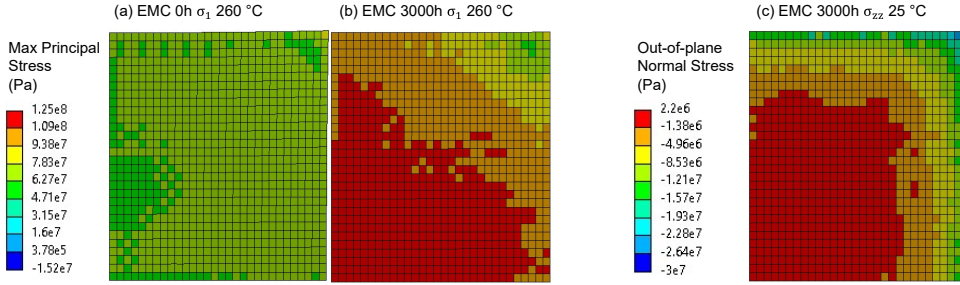 (a) EMC 0h σ1 260 °C
(b) EMC 3000h σ1 260 °C
(c) EMC 3000h σzz 25 °C
Max Principal
Stress
(Pa)
1.25e8
1.09e8
9.38e7
7.83e7
6.27e7
4.71e7
3.15e7
1.6e7
3.78e5
-1.52e7
Out-of-plane
Normal Stress
(Pa)
2.2e6
-1.38e6
-4.96e6
-8.53e6
-1.21e7
-1.57e7
-1.93e7
-2.28e7
-2.64e7
-3e7